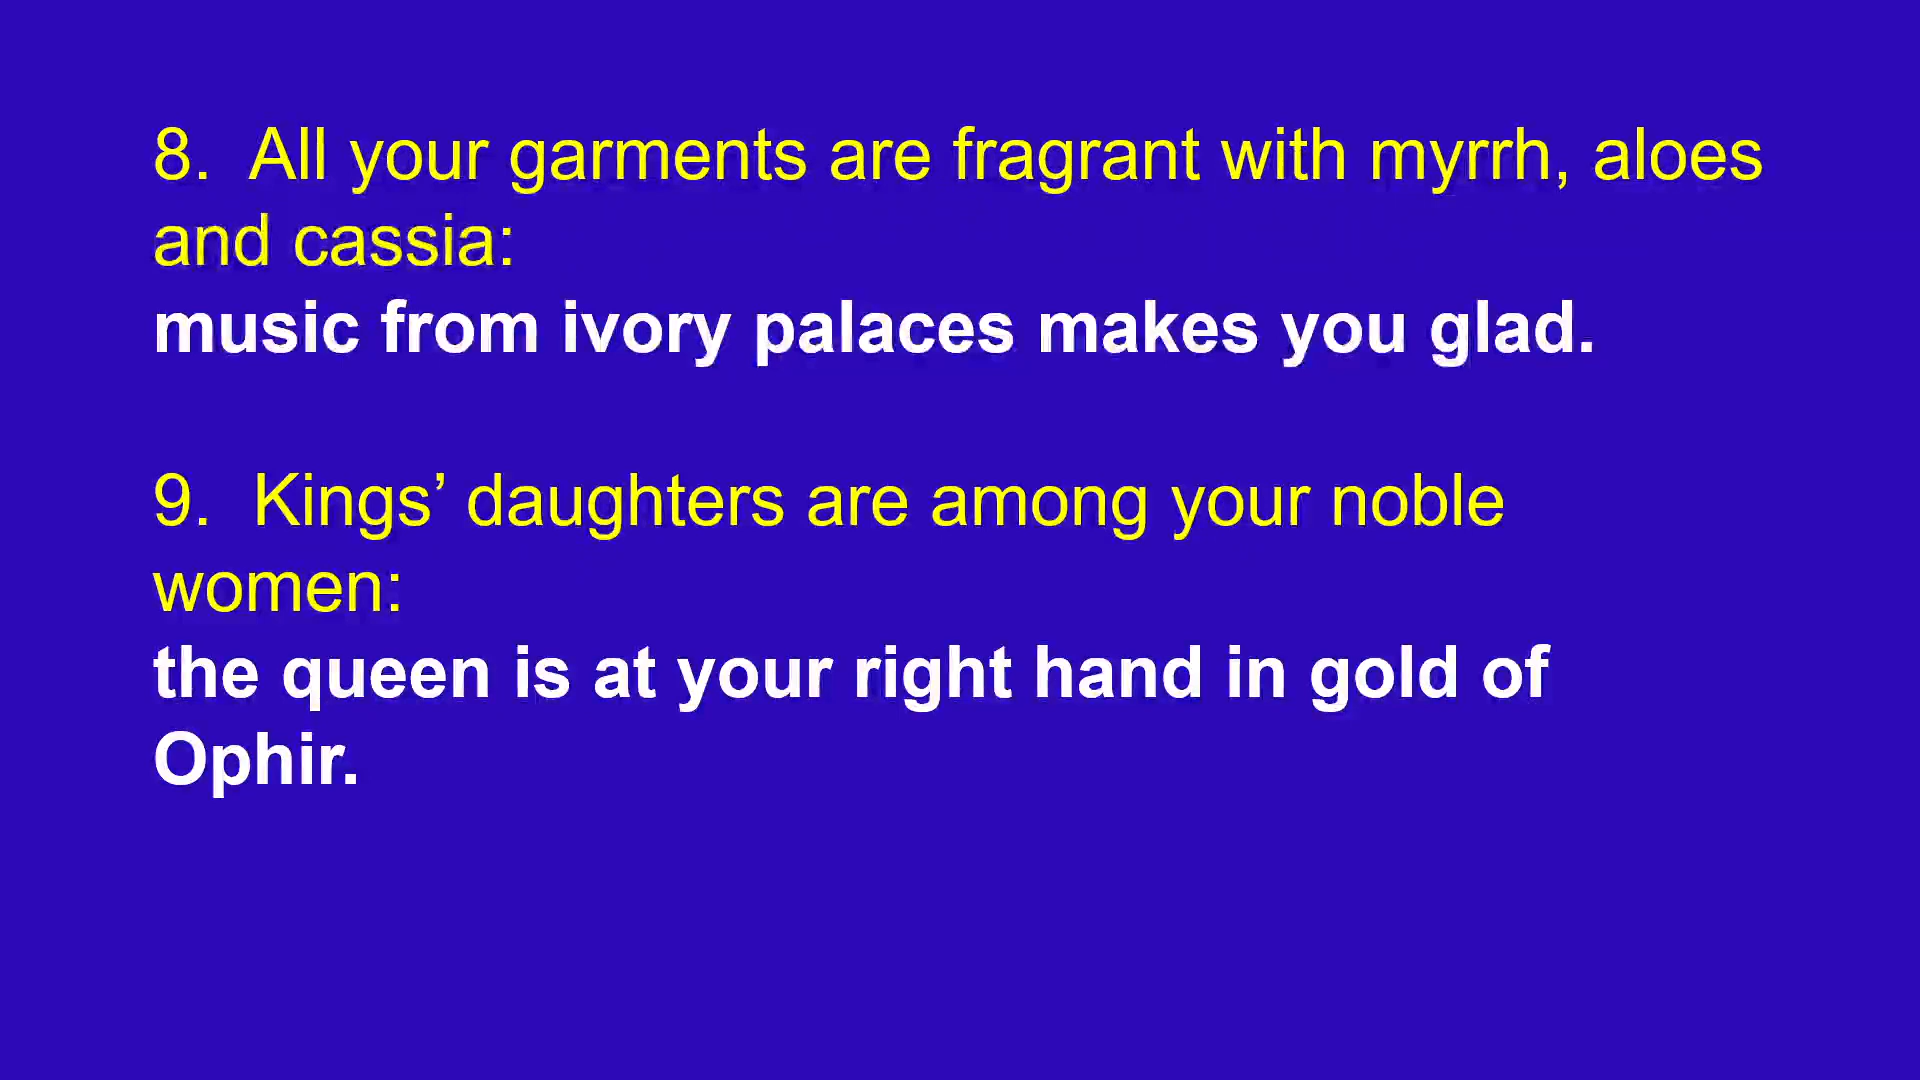 8.  All your garments are fragrant with myrrh, aloes
and cassia:
music from ivory palaces makes you glad.
9.  Kings’ daughters are among your noble
women:
the queen is at your right hand in gold of
Ophir.